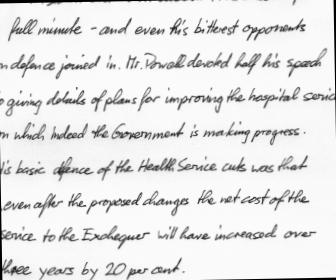 full minute - and even his bitterest opponents
n defence joined in. Mr. Powell devoted half his speech
o giving details of plans for improving the hospital servic
on which indeed the Government is making progress.
His basic defence of the Health Service cuts was that
even after the proposed changes the net cost of the
service to the Exchequer will have increased over
three years by 20 per cent.